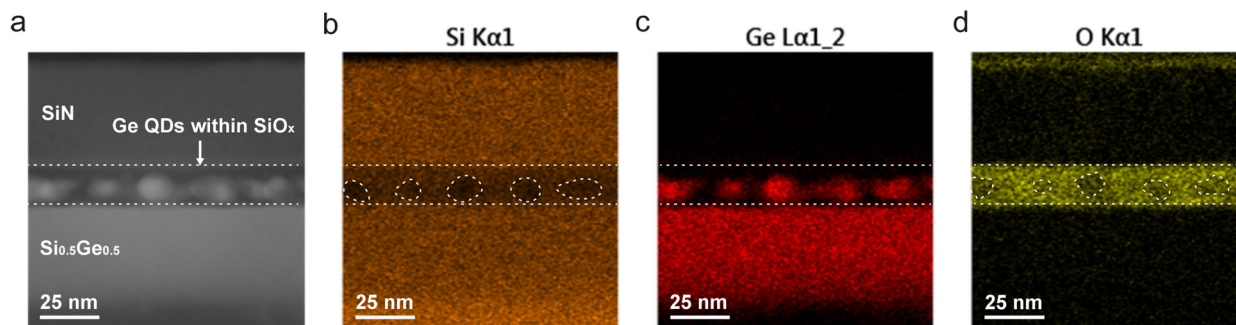 a
SiN
Ge QDs within SiOₓ
Si₀.₅Ge₀.₅
25 nm
b
Si Kα1
25 nm
c
Ge Lα1_2
25 nm
d
O Kα1
25 nm